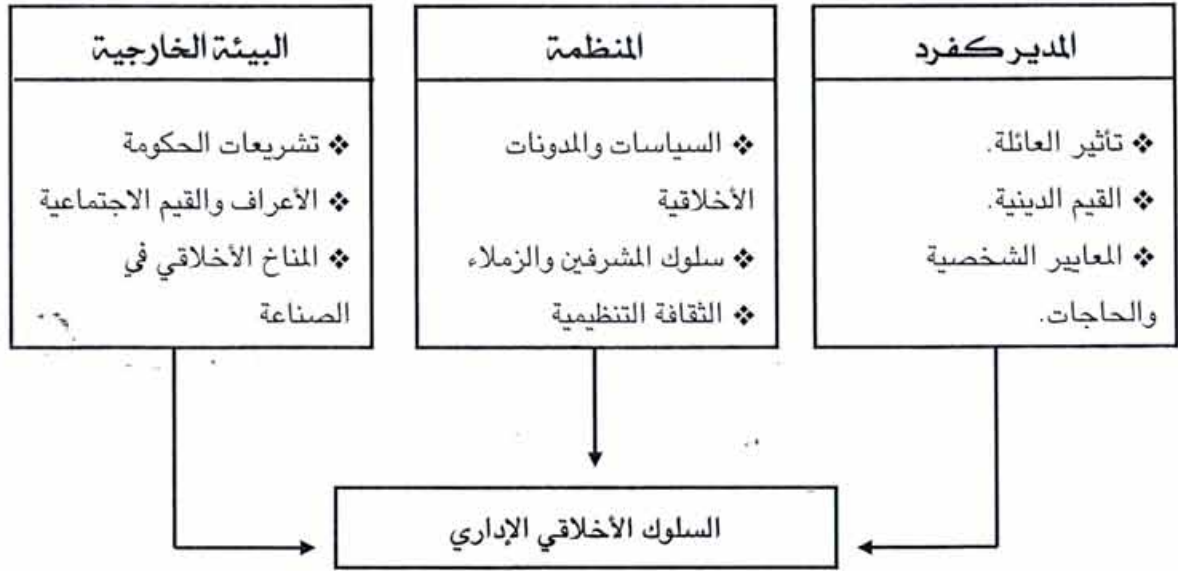 المدير كفرد
❖ تأثير العائلة.
❖ القيم الدينية.
❖ المعايير الشخصية
والحاجات.
المنظمة
❖ السياسات والمدونات
الأخلاقية
❖ سلوك المشرفين والزملاء
❖ الثقافة التنظيمية
البيئة الخارجية
❖ تشريعات الحكومة
❖ الأعراف والقيم الاجتماعية
❖ المناخ الأخلاقي في
الصناعة
السلوك الأخلاقي الإداري